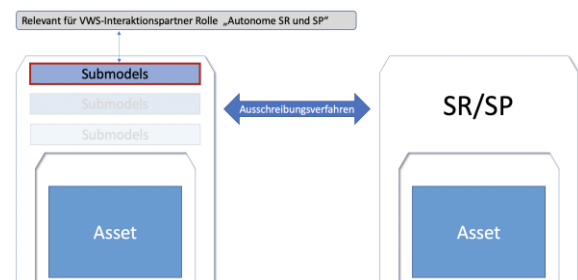 Relevant für VWS-Interaktionspartner Rolle „Autonome SR und SP"
Submodels
Submodels
Submodels
Ausschreibungsverfahren
SR/SP
Asset
Asset